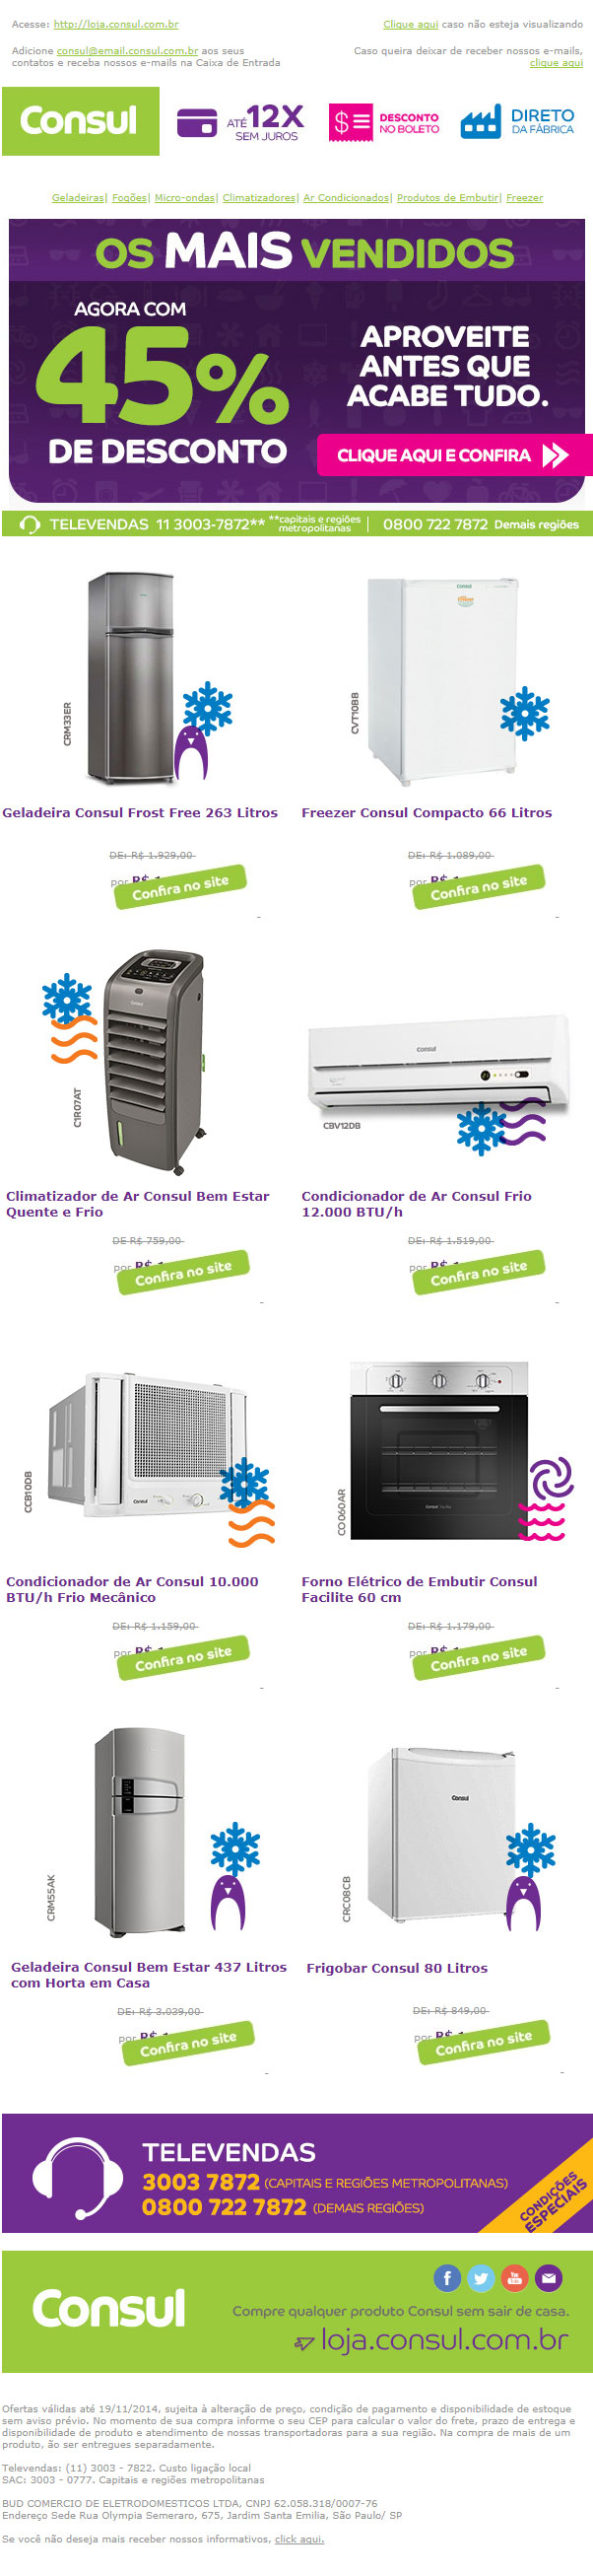 Acesse: http://loja.consul.com.br
Clique aqui caso não esteja visualizando
Adicione consul@email.consul.com.br aos seus
contatos e receba nossos e-mails na Caixa de Entrada
Caso queira deixar de receber nossos e-mails,
clique aqui
Consul
ATÉ 12X
SEM JUROS
DESCONTO
NO BOLETO
DIRETO
DA FÁBRICA
Geladeiras| Fogões| Micro-ondas| Climatizadores| Ar Condicionados| Produtos de Embutir| Freezer
OS MAIS VENDIDOS
AGORA COM
45%
DE DESCONTO
APROVEITE
ANTES QUE
ACABE TUDO.
CLIQUE AQUI E CONFIRA
TELEVENDAS 11 3003-7872** **capitais e regiões
metropolitanas
0800 722 7872 Demais regiões
CRM33ER
Geladeira Consul Frost Free 263 Litros
DE: R$ 1.929,00
por R$
Confira no site
Consul
CVT10BB
Freezer Consul Compacto 66 Litros
DE: R$ 1.089,00
por R$
Confira no site
Consul
C1R07AT
Climatizador de Ar Consul Bem Estar
Quente e Frio
DE R$ 759,00
por R$
Confira no site
Consul
CBV12DB
Condicionador de Ar Consul Frio
12.000 BTU/h
DE: R$ 1.519,00
por R$
Confira no site
Consul
CCB10DB
Condicionador de Ar Consul 10.000
BTU/h Frio Mecânico
DE: R$ 1.159,00
por R$
Confira no site
Consul
CO060AR
Forno Elétrico de Embutir Consul
Facilite 60 cm
DE: R$ 1.179,00
por R$
Confira no site
CRM55AK
Geladeira Consul Bem Estar 437 Litros
com Horta em Casa
DE: R$ 3.039,00
por R$
Confira no site
Consul
CRC08CB
Frigobar Consul 80 Litros
DE: R$ 849,00
por R$
Confira no site
TELEVENDAS
3003 7872 (CAPITAIS E REGIÕES METROPOLITANAS)
0800 722 7872 (DEMAIS REGIÕES)
CONDIÇÕES
ESPECIAIS
Consul
You Tube
Compre qualquer produto Consul sem sair de casa.
loja.consul.com.br
Ofertas válidas até 19/11/2014, sujeita à alteração de preço, condição de pagamento e disponibilidade de estoque
sem aviso prévio. No momento de sua compra informe o seu CEP para calcular o valor do frete, prazo de entrega e
disponibilidade de produto e atendimento de nossas transportadoras para a sua região. Na compra de mais de um
produto, ão ser entregues separadamente.
Televendas: (11) 3003 - 7822. Custo ligação local
SAC: 3003 - 0777. Capitais e regiões metropolitanas
BUD COMERCIO DE ELETRODOMESTICOS LTDA, CNPJ 62.058.318/0007-76
Endereço Sede Rua Olympia Semeraro, 675, Jardim Santa Emilia, São Paulo/ SP
Se você não deseja mais receber nossos informativos, click aqui.